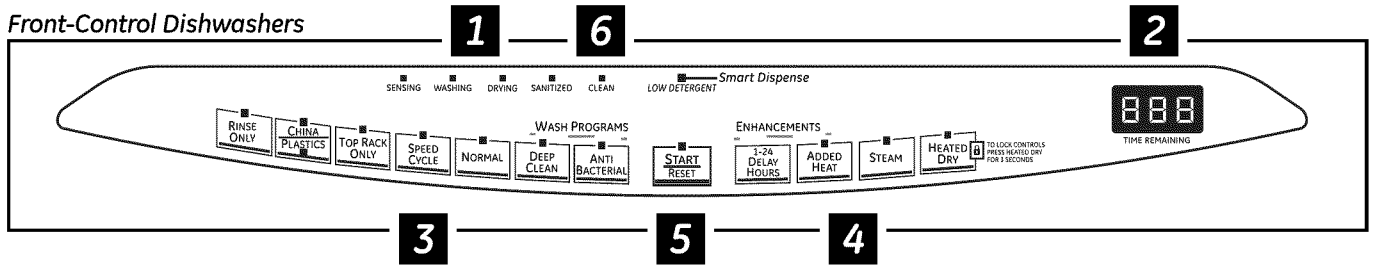 Front-Control Dishwashers
1 6 2
SENSING WASHING DRYING SANITIZED CLEAN
LOW DETERGENT Smart Dispense
888
TIME REMAINING
WASH PROGRAMS
RINSE
ONLY
CHINA
PLASTICS
TOP RACK
ONLY
SPEED
CYCLE
NORMAL
DEEP
CLEAN
ANTI
BACTERIAL
START
RESET
ENHANCEMENTS
1-24
DELAY
HOURS
ADDED
HEAT
STEAM
HEATED
DRY
TO LOCK CONTROLS
PRESS HEATED DRY
FOR 3 SECONDS
3 5 4